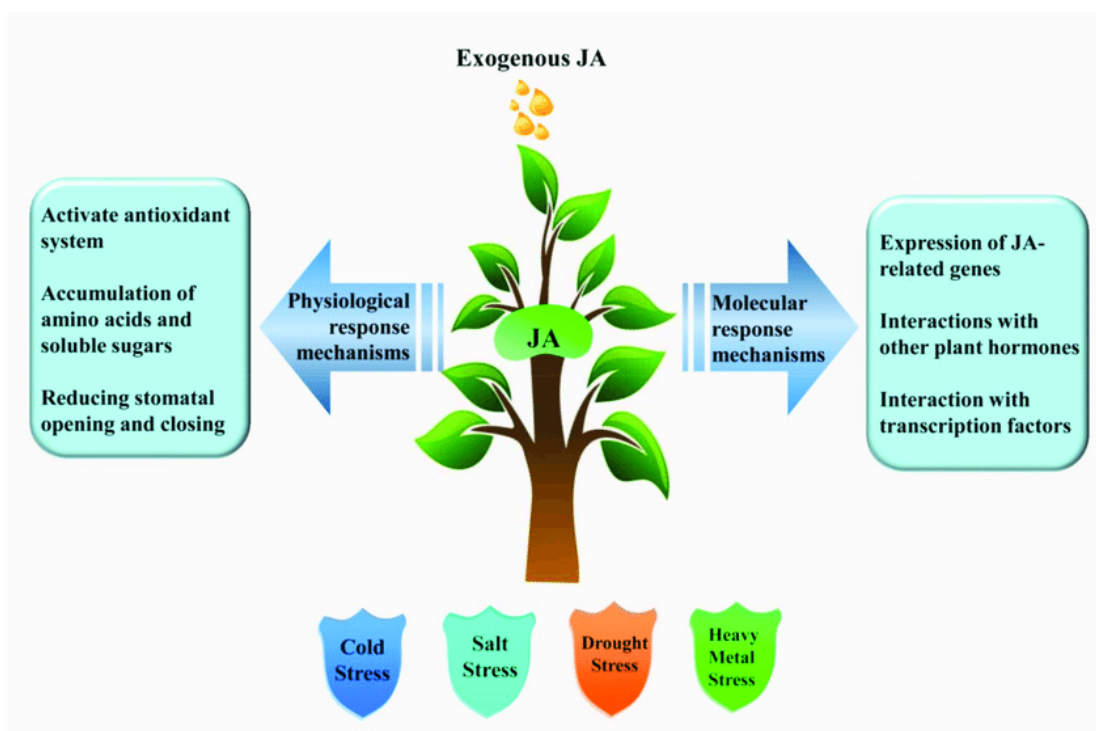 Exogenous JA
Activate antioxidant
system
Accumulation of
amino acids and
soluble sugars
Reducing stomatal
opening and closing
Physiological
response
mechanisms
JA
Molecular
response
mechanisms
Expression of JA-
related genes
Interactions with
other plant hormones
Interaction with
transcription factors
Cold
Stress
Salt
Stress
Drought
Stress
Heavy
Metal
Stress